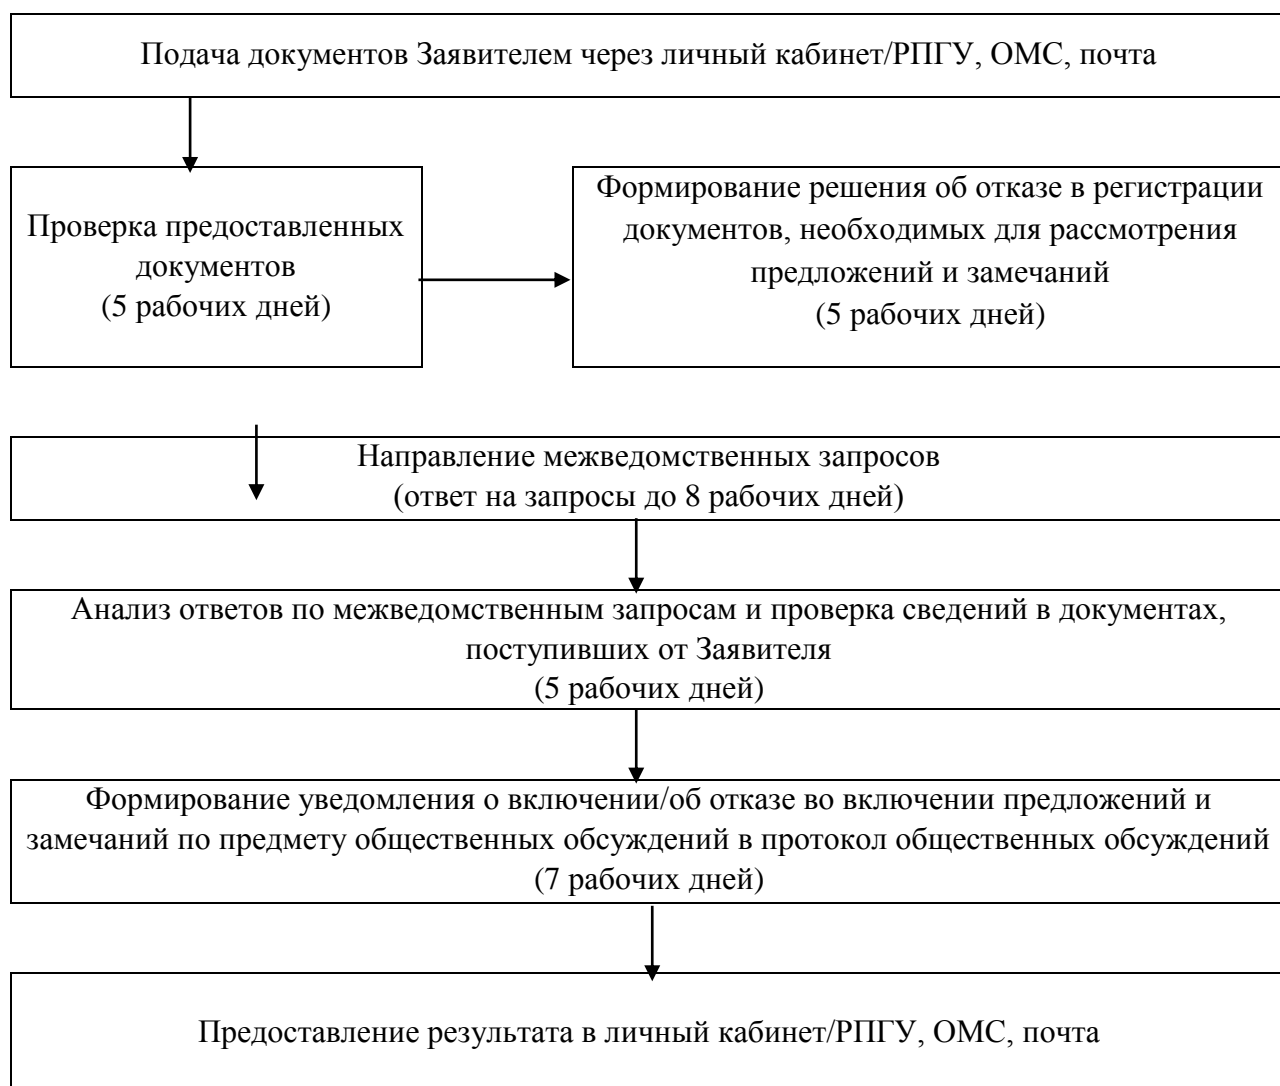 Подача документов Заявителем через личный кабинет/РПГУ, ОМС, почта
Проверка предоставленных
документов
(5 рабочих дней)
Формирование решения об отказе в регистрации
документов, необходимых для рассмотрения
предложений и замечаний
(5 рабочих дней)
Направление межведомственных запросов
(ответ на запросы до 8 рабочих дней)
Анализ ответов по межведомственным запросам и проверка сведений в документах,
поступивших от Заявителя
(5 рабочих дней)
Формирование уведомления о включении/об отказе во включении предложений и
замечаний по предмету общественных обсуждений в протокол общественных обсуждений
(7 рабочих дней)
Предоставление результата в личный кабинет/РПГУ, ОМС, почта